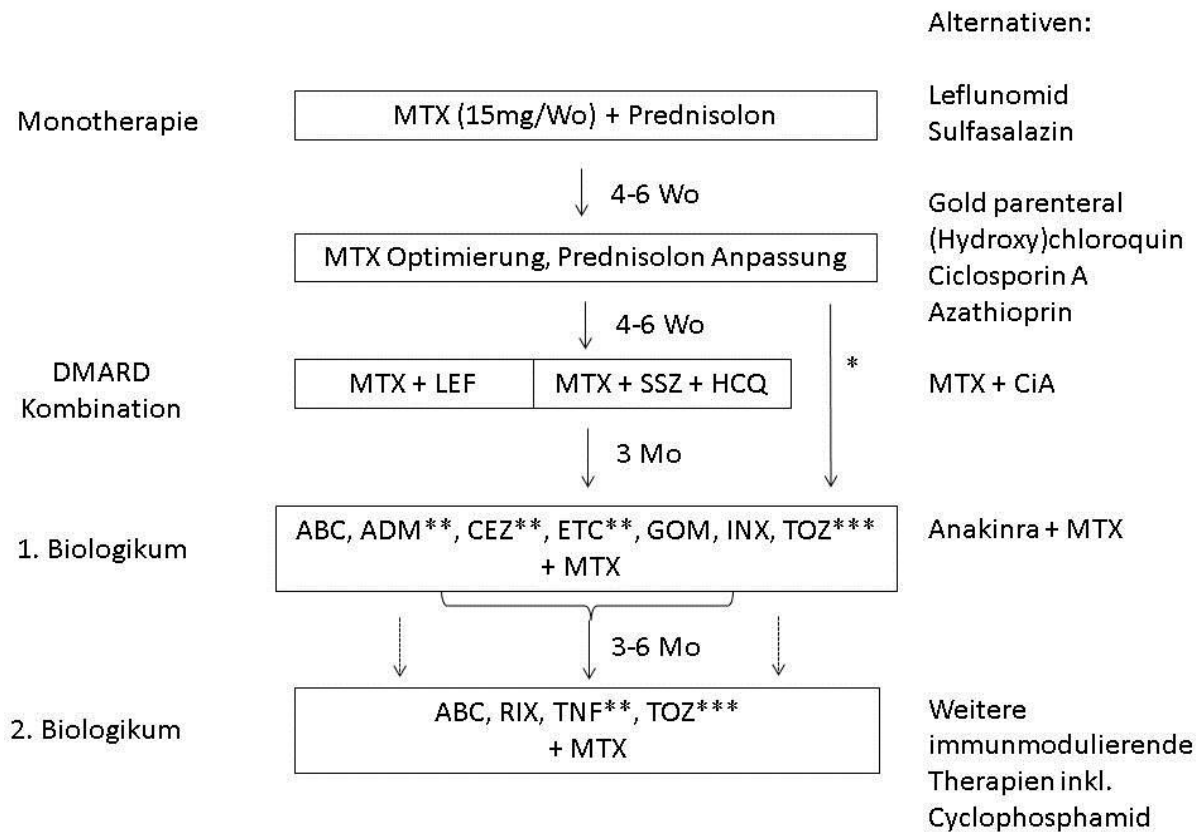 Alternativen:
Monotherapie
MTX (15mg/Wo) + Prednisolon
Leflunomid
Sulfasalazin
4-6 Wo
MTX Optimierung, Prednisolon Anpassung
Gold parenteral
(Hydroxy)chloroquin
Ciclosporin A
Azathioprin
4-6 Wo
*
DMARD
Kombination
MTX + LEF
MTX + SSZ + HCQ
MTX + CiA
3 Mo
1. Biologikum
ABC, ADM**, CEZ**, ETC**, GOM, INX, TOZ***
+ MTX
Anakinra + MTX
3-6 Mo
2. Biologikum
ABC, RIX, TNF**, TOZ***
+ MTX
Weitere
immunmodulierende
Therapien inkl.
Cyclophosphamid